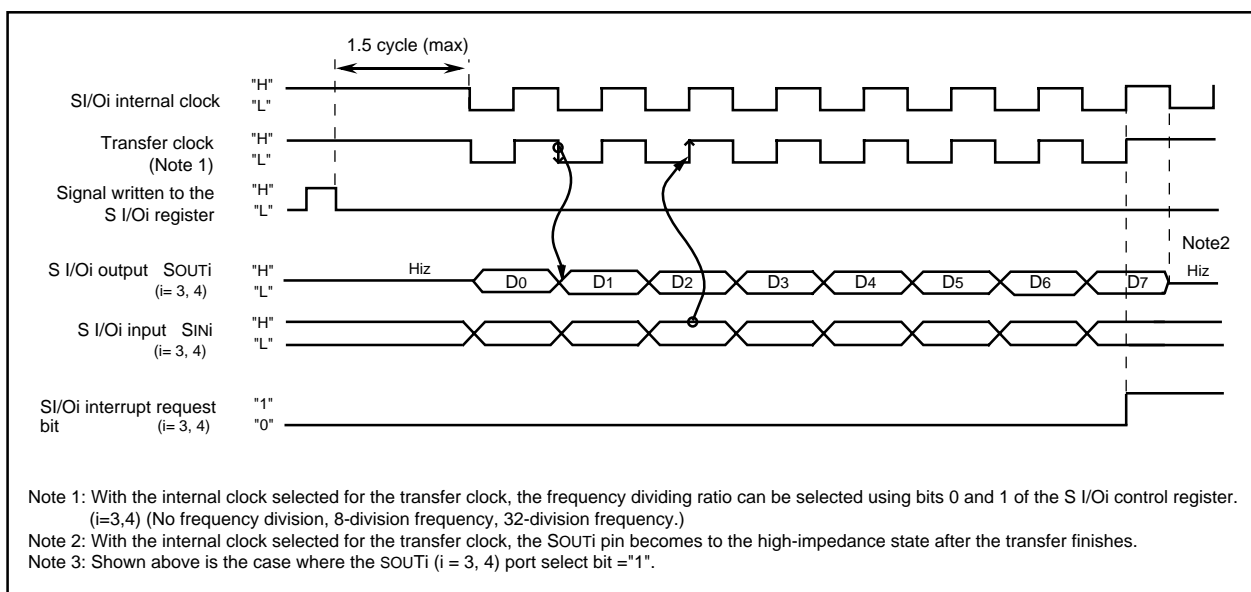 1.5 cycle (max)
SI/Oi internal clock "H"
"L"
Transfer clock "H"
(Note 1) "L"
Signal written to the "H"
S I/Oi register "L"
Note2
S I/Oi output SOUTi "H" Hiz D0 D1 D2 D3 D4 D5 D6 D7 Hiz
(i= 3, 4) "L"
S I/Oi input SINi "H"
(i= 3, 4) "L"
SI/Oi interrupt request "1"
bit (i= 3, 4) "0"
Note 1: With the internal clock selected for the transfer clock, the frequency dividing ratio can be selected using bits 0 and 1 of the S I/Oi control register.
(i=3,4) (No frequency division, 8-division frequency, 32-division frequency.)
Note 2: With the internal clock selected for the transfer clock, the SOUTi pin becomes to the high-impedance state after the transfer finishes.
Note 3: Shown above is the case where the SOUTi (i = 3, 4) port select bit ="1".